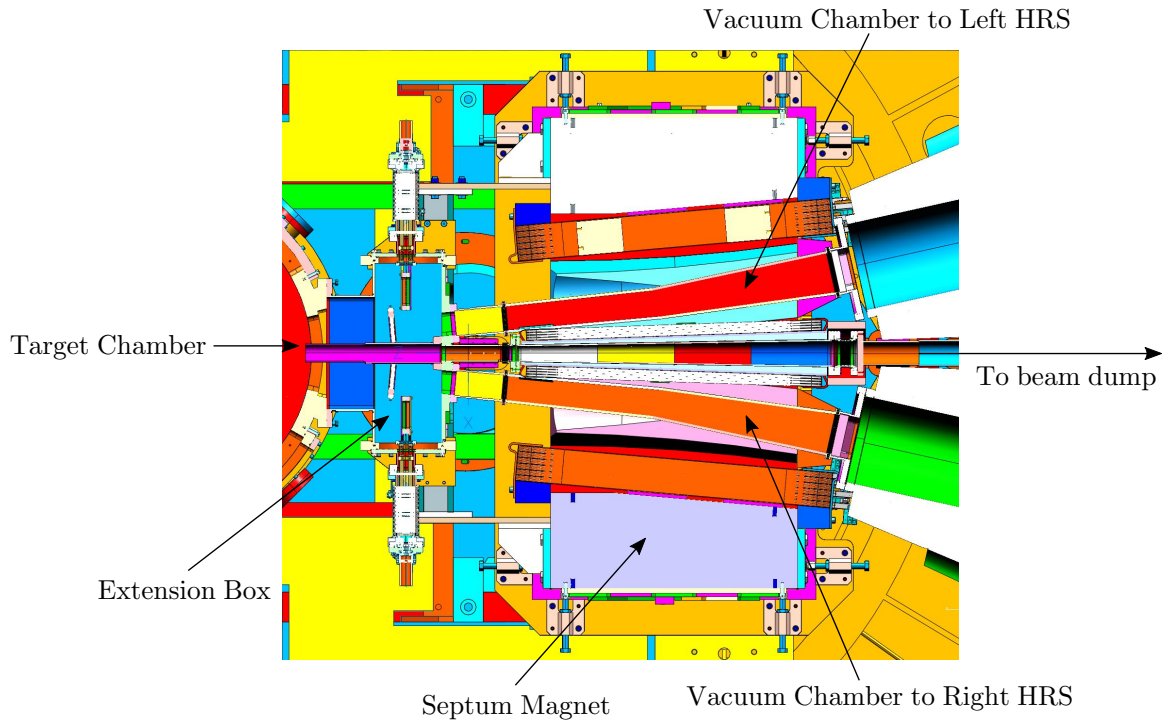 Vacuum Chamber to Left HRS
Target Chamber
To beam dump
Z
X
Extension Box
Septum Magnet
Vacuum Chamber to Right HRS